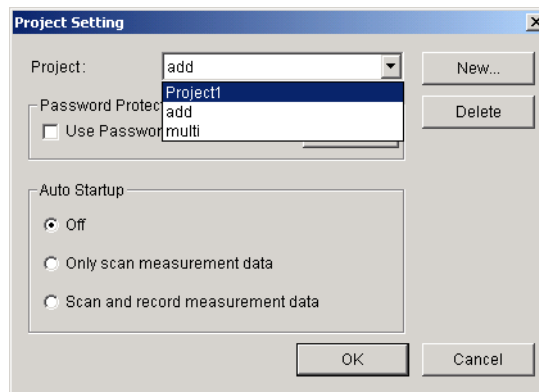 Project Setting
Project:
add
New...
Project1
add
multi
Delete
Password Protec
Use Passwor
Auto Startup
Off
Only scan measurement data
Scan and record measurement data
OK
Cancel